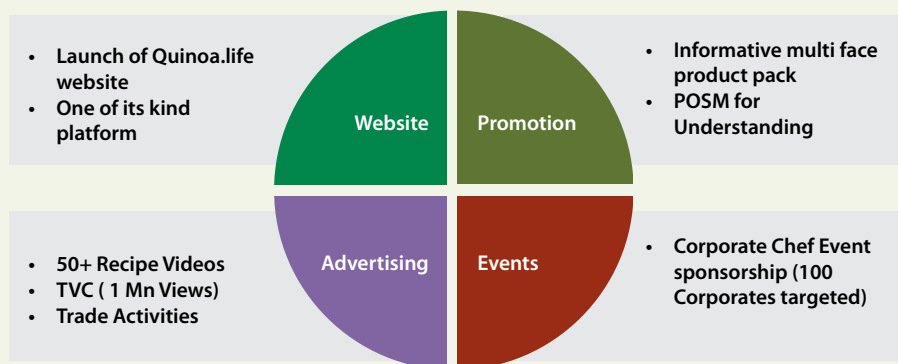 • Launch of Quinoa.life
website
• One of its kind
platform
Website
Promotion
• Informative multi face
product pack
• POSM for
Understanding
• 50+ Recipe Videos
• TVC ( 1 Mn Views)
• Trade Activities
Advertising
Events
• Corporate Chef Event
sponsorship (100
Corporates targeted)